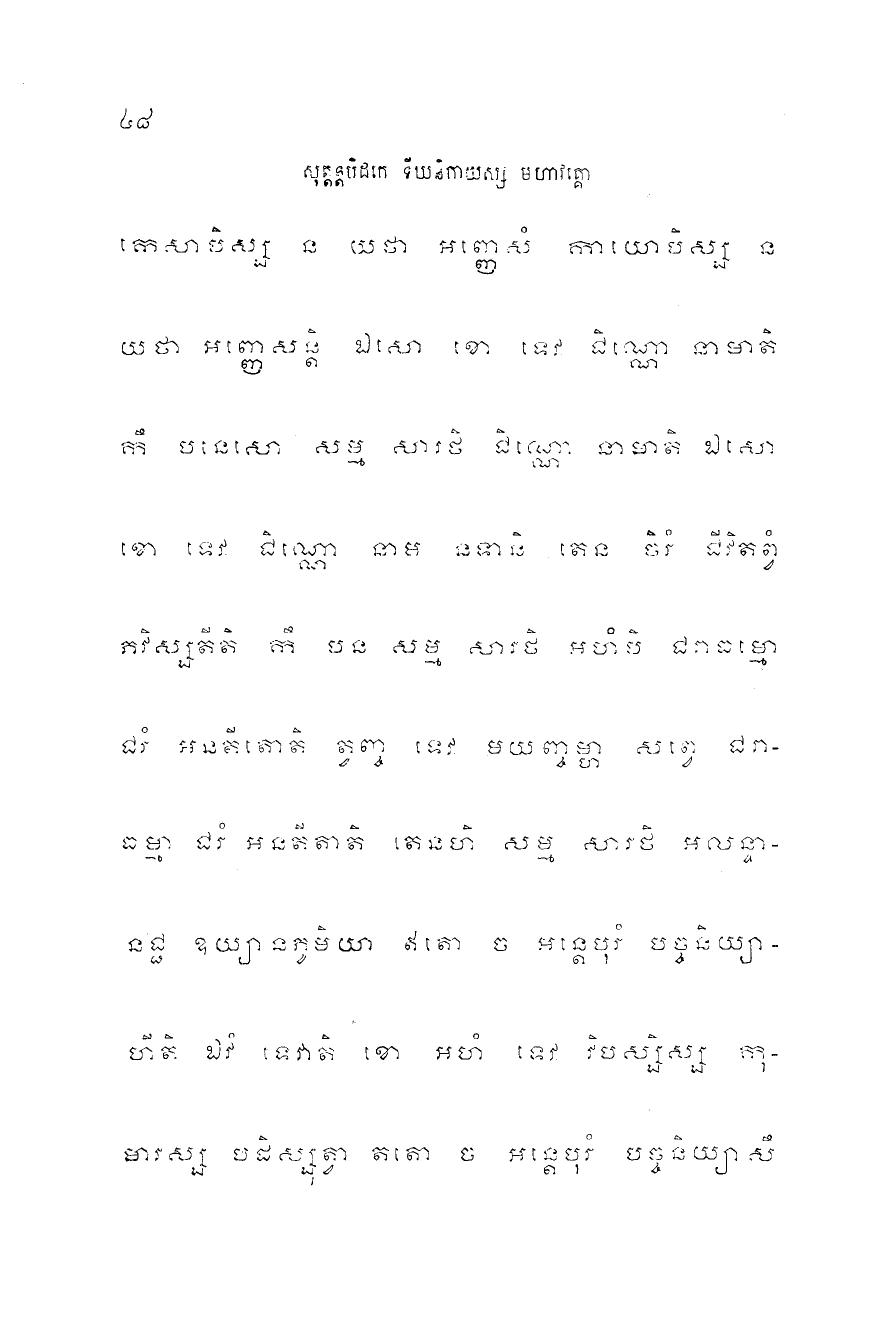 ៤៨
សុត្តន្តបិដកេ ទីឃនិកាយស្ស មហាវគ្គោ
កេសាបិស្ស ន យថា អញ្ញេសំ កាយោបិស្ស ន
យថា អញ្ញេសន្តិ ឯសោ ខោ ទេវ ជិណ្ណោ នាមាតិ
កឹ បនេសោ សម្ម សារថិ ជិណ្ណោ នាមាតិ ឯសោ
ខោ ទេវ ជិណ្ណោ នាម នទានិ តេន ចិរំ ជីវិតព្វំ
ភវិស្សតីតិ កឹ បន សម្ម សារថិ អហំបិ ជរាធម្មោ
ជរំ អនតីតោតិ ត្វញ្ច ទេវ មយញ្ចម្ហា សព្វេ ជរា-
ធម្មា ជរំ អនតីតាតិ តេនហិ សម្ម សារថិ អលន្ទា-
នជ្ជ ឧយ្យានភូមិយា ឥតោ ច អន្តេបុរំ បច្ចនិយ្យា-
ហីតិ ឯវំ ទេវាតិ ខោ អហំ ទេវ វិបស្សិស្ស កុ-
មារស្ស បដិស្សុត្វា តតោ ច អន្តេបុរំ បច្ចនិយ្យាសឹ